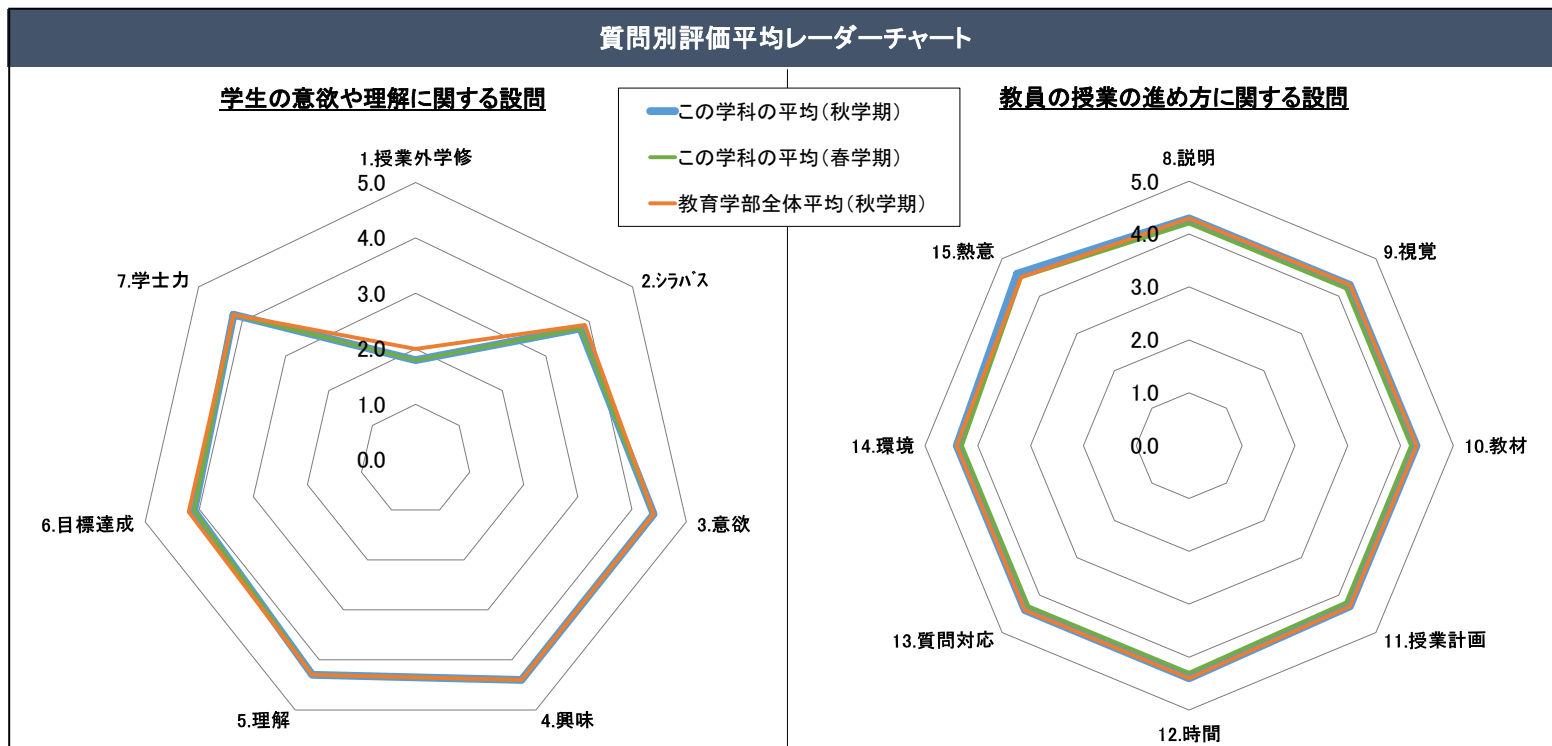 質問別評価平均レーダーチャート
学生の意欲や理解に関する設問
この学科の平均(秋学期)
この学科の平均(春学期)
教育学部全体平均(秋学期)
教員の授業の進め方に関する設問
1.授業外学修
2.シラバス
3.意欲
4.興味
5.理解
6.目標達成
7.学士力
5.0
4.0
3.0
2.0
1.0
0.0
8.説明
9.視覚
10.教材
11.授業計画
12.時間
13.質問対応
14.環境
15.熱意
5.0
4.0
3.0
2.0
1.0
0.0